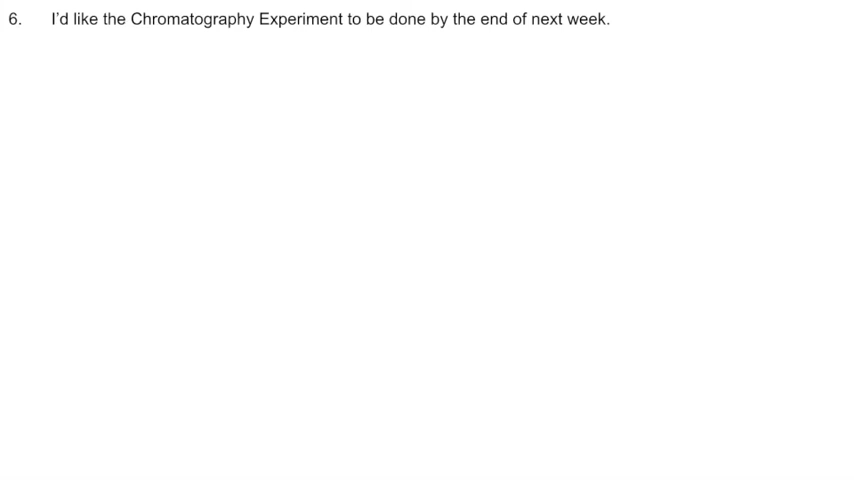 6. I’d like the Chromatography Experiment to be done by the end of next week.